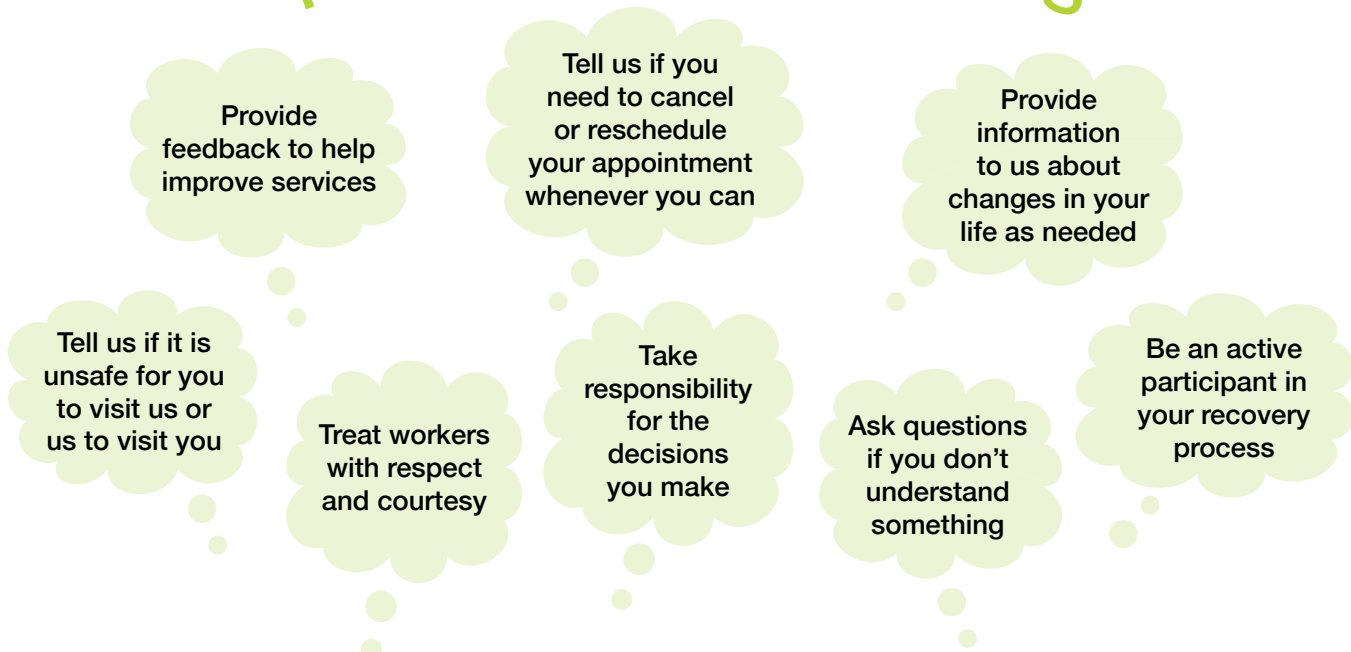 Provide
feedback to help
improve services
Tell us if you
need to cancel
or reschedule
your appointment
whenever you can
Provide
information
to us about
changes in your
life as needed
Tell us if it is
unsafe for you
to visit us or
us to visit you
Treat workers
with respect
and courtesy
Take
responsibility
for the
decisions
you make
Ask questions
if you don’t
understand
something
Be an active
participant in
your recovery
process